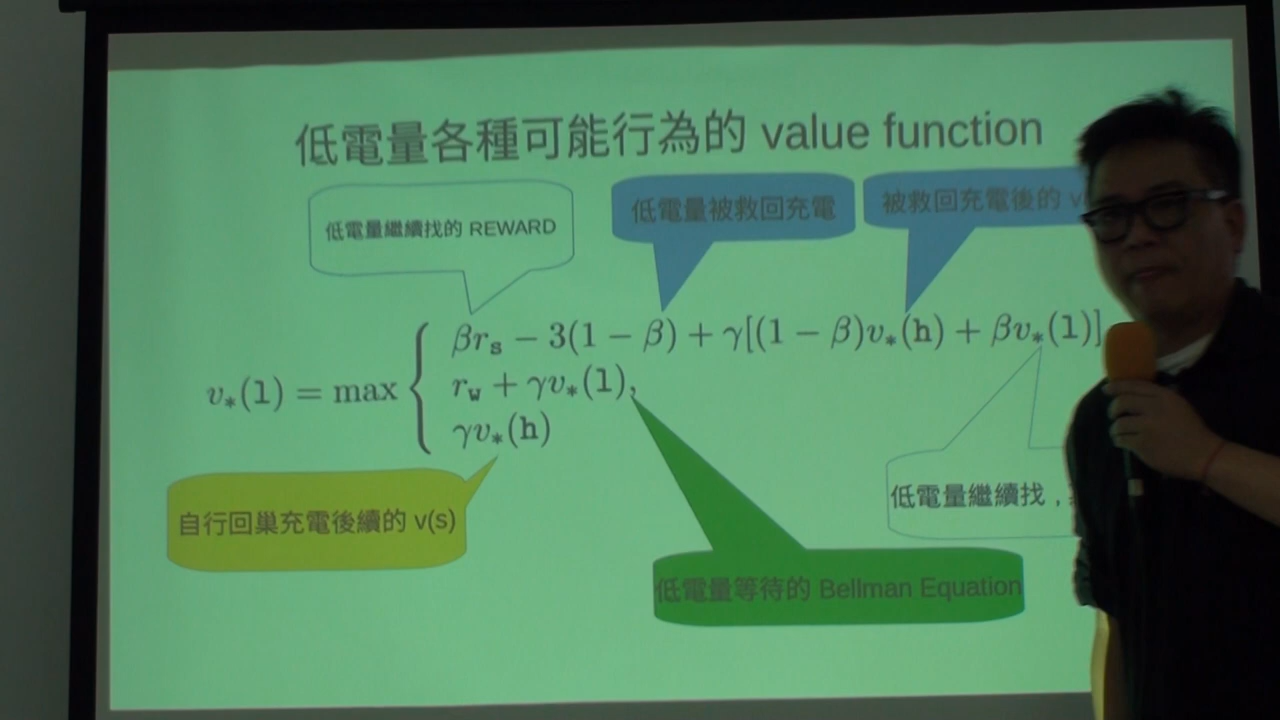 低電量各種可能行為的 value function
低電量繼續找的 REWARD
低電量被救回充電
被救回充電後的
v*(l) = max { βr_s − 3(1 − β) + γ[(1 − β)v*(h) + βv*(l)]
r_w + γv*(l),
γv*(h)
自行回巢充電後續的 v(s)
低電量繼續找,
低電量等待的 Bellman Equation